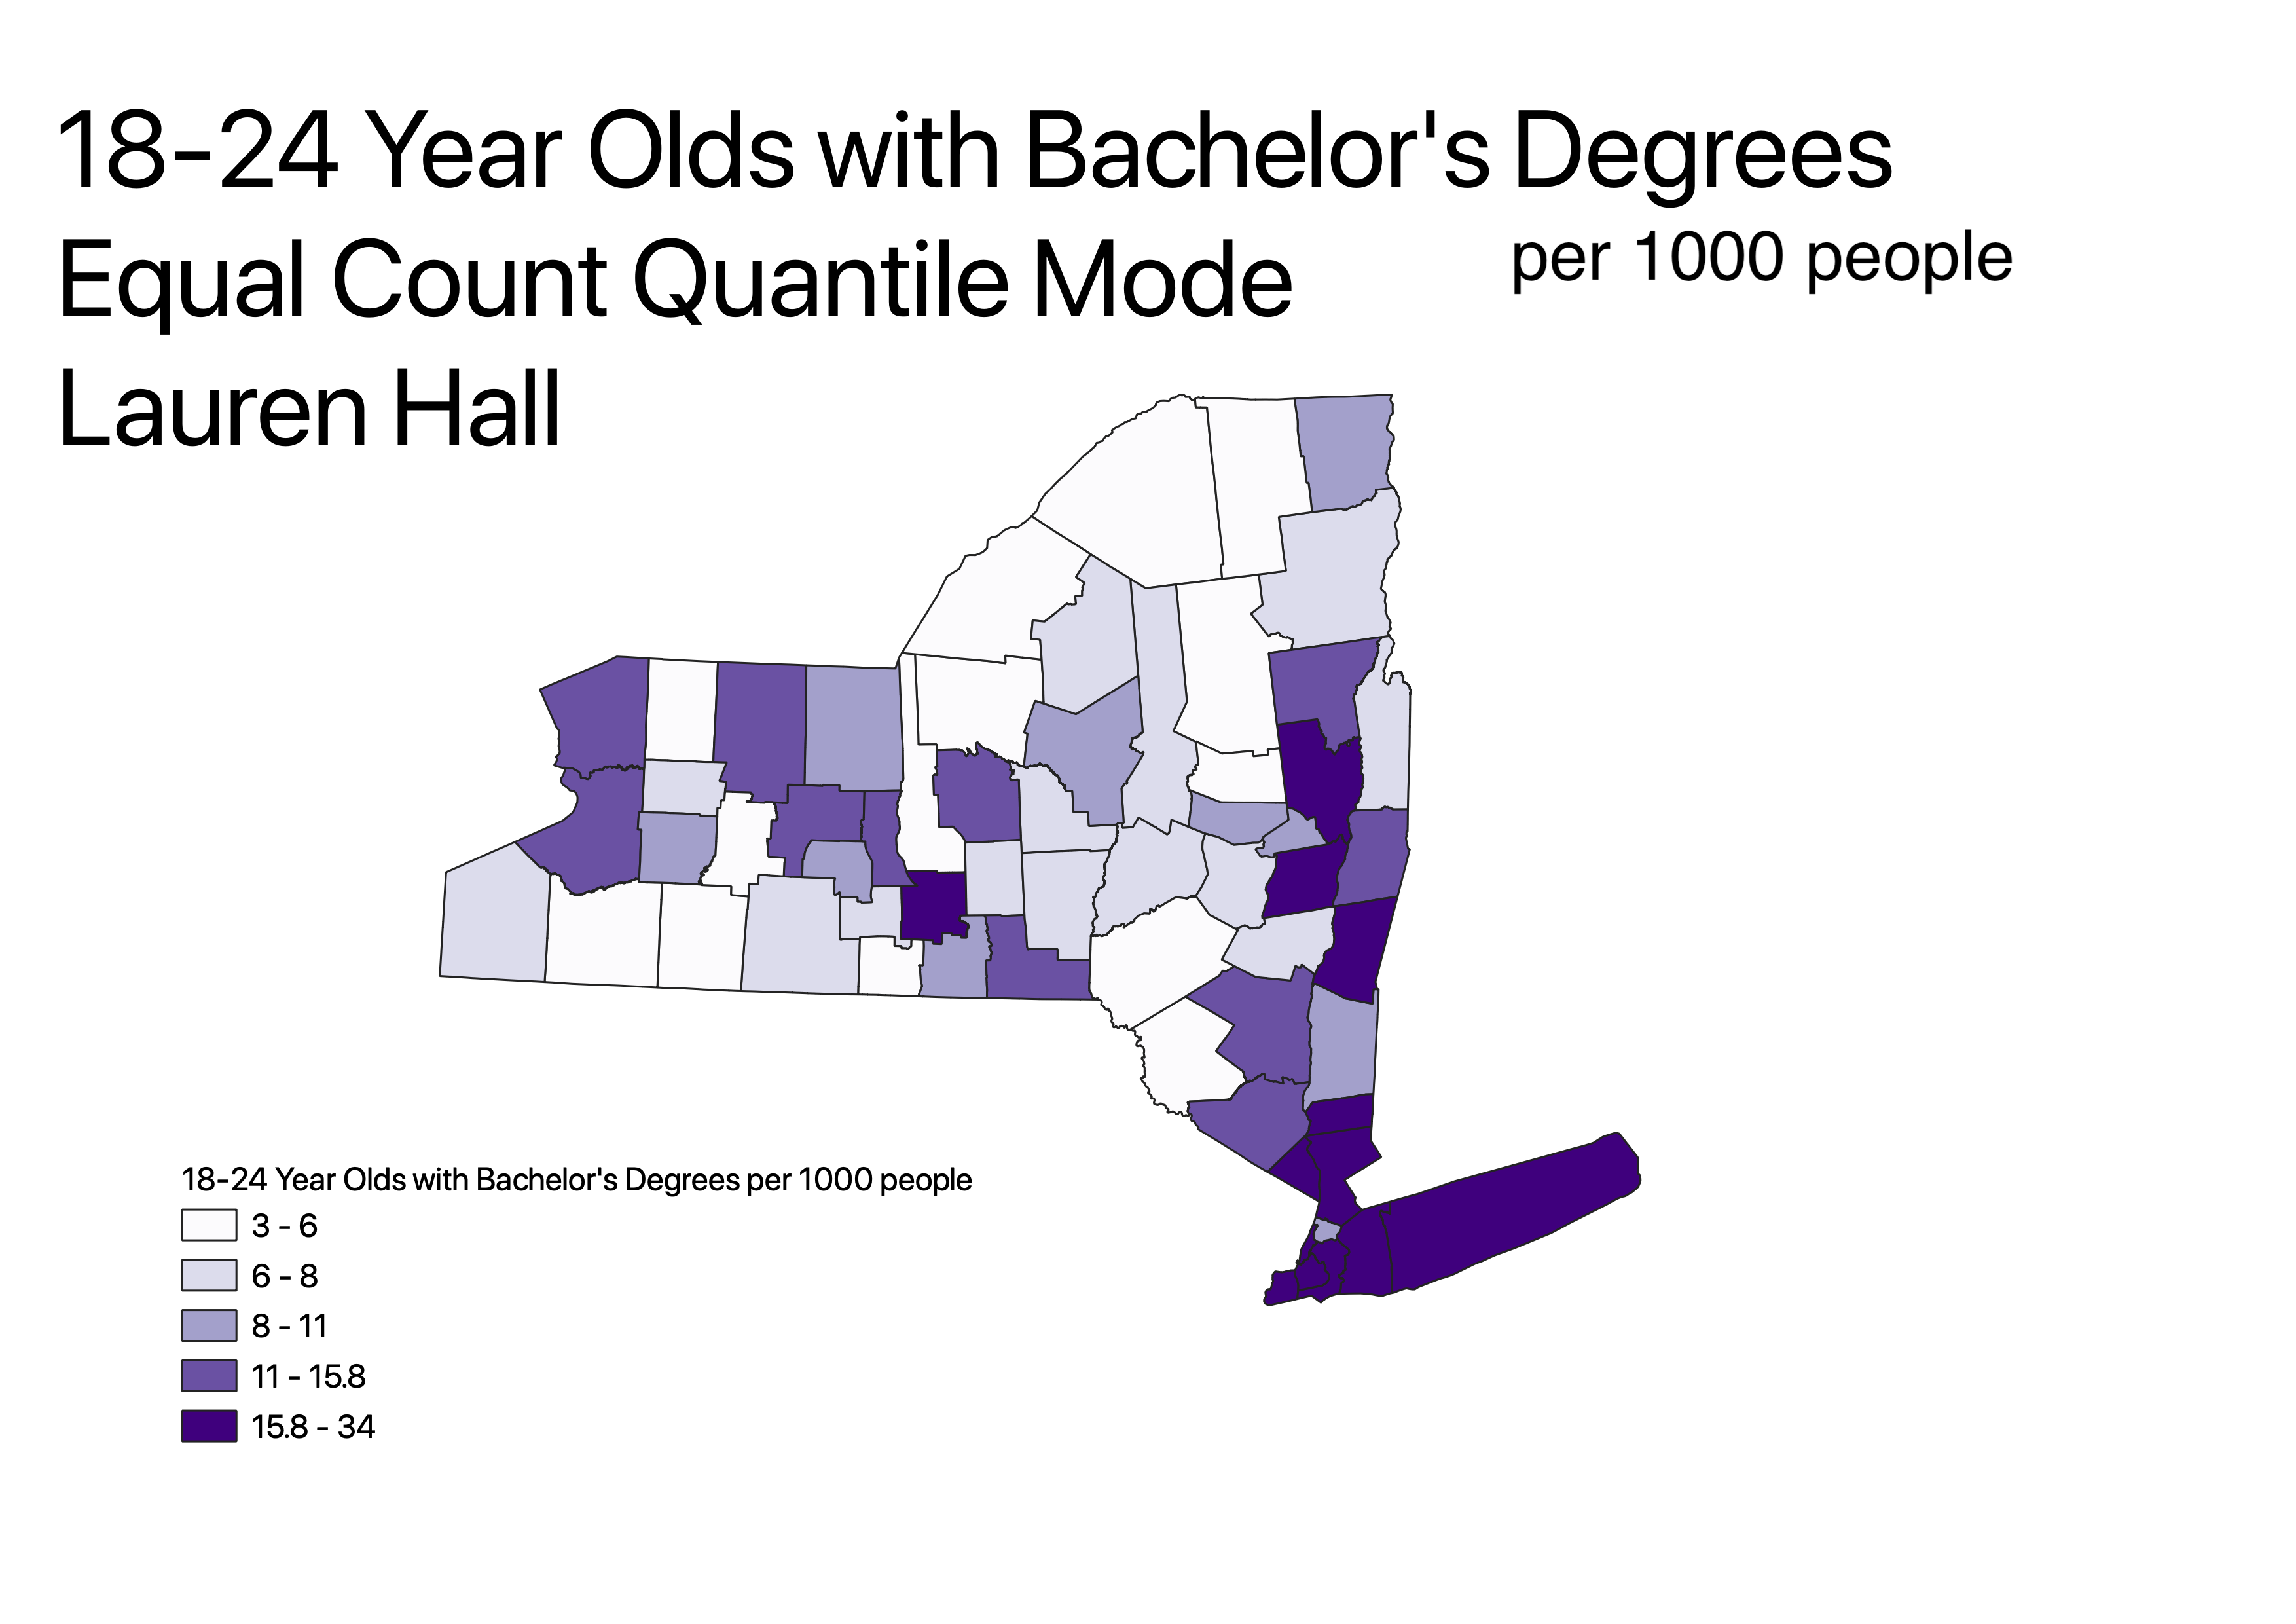 18-24 Year Olds with Bachelor's Degrees
per 1000 people
Equal Count Quantile Mode
Lauren Hall
18-24 Year Olds with Bachelor's Degrees per 1000 people
3 - 6
6 - 8
8 - 11
11 - 15.8
15.8 - 34